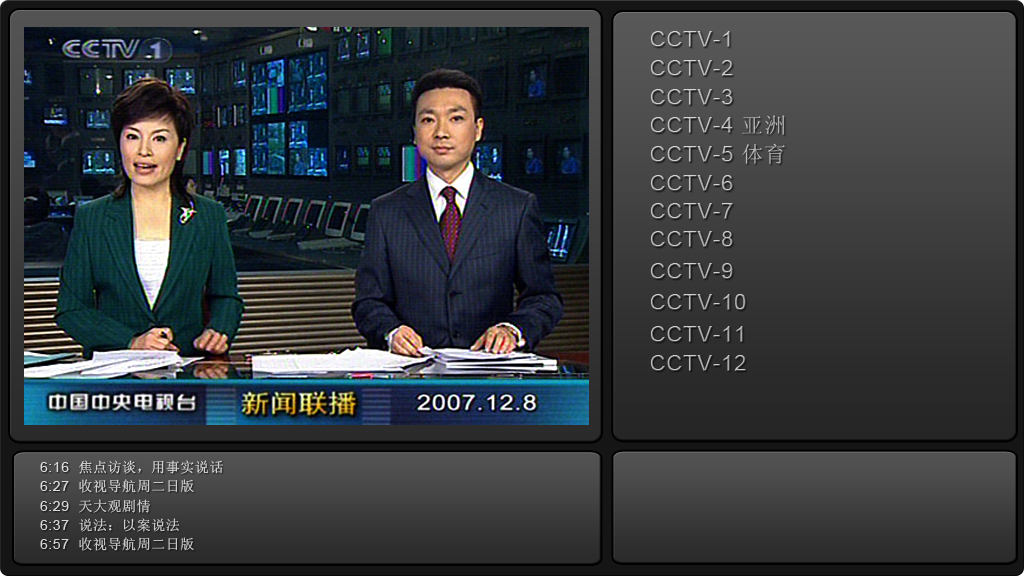 CCTV 1
中国中央电视台 新闻联播 2007.12.8
CCTV-1
CCTV-2
CCTV-3
CCTV-4 亚洲
CCTV-5 体育
CCTV-6
CCTV-7
CCTV-8
CCTV-9
CCTV-10
CCTV-11
CCTV-12
6:16 焦点访谈，用事实说话
6:27 收视导航周二日版
6:29 天大观剧情
6:37 说法：以案说法
6:57 收视导航周二日版